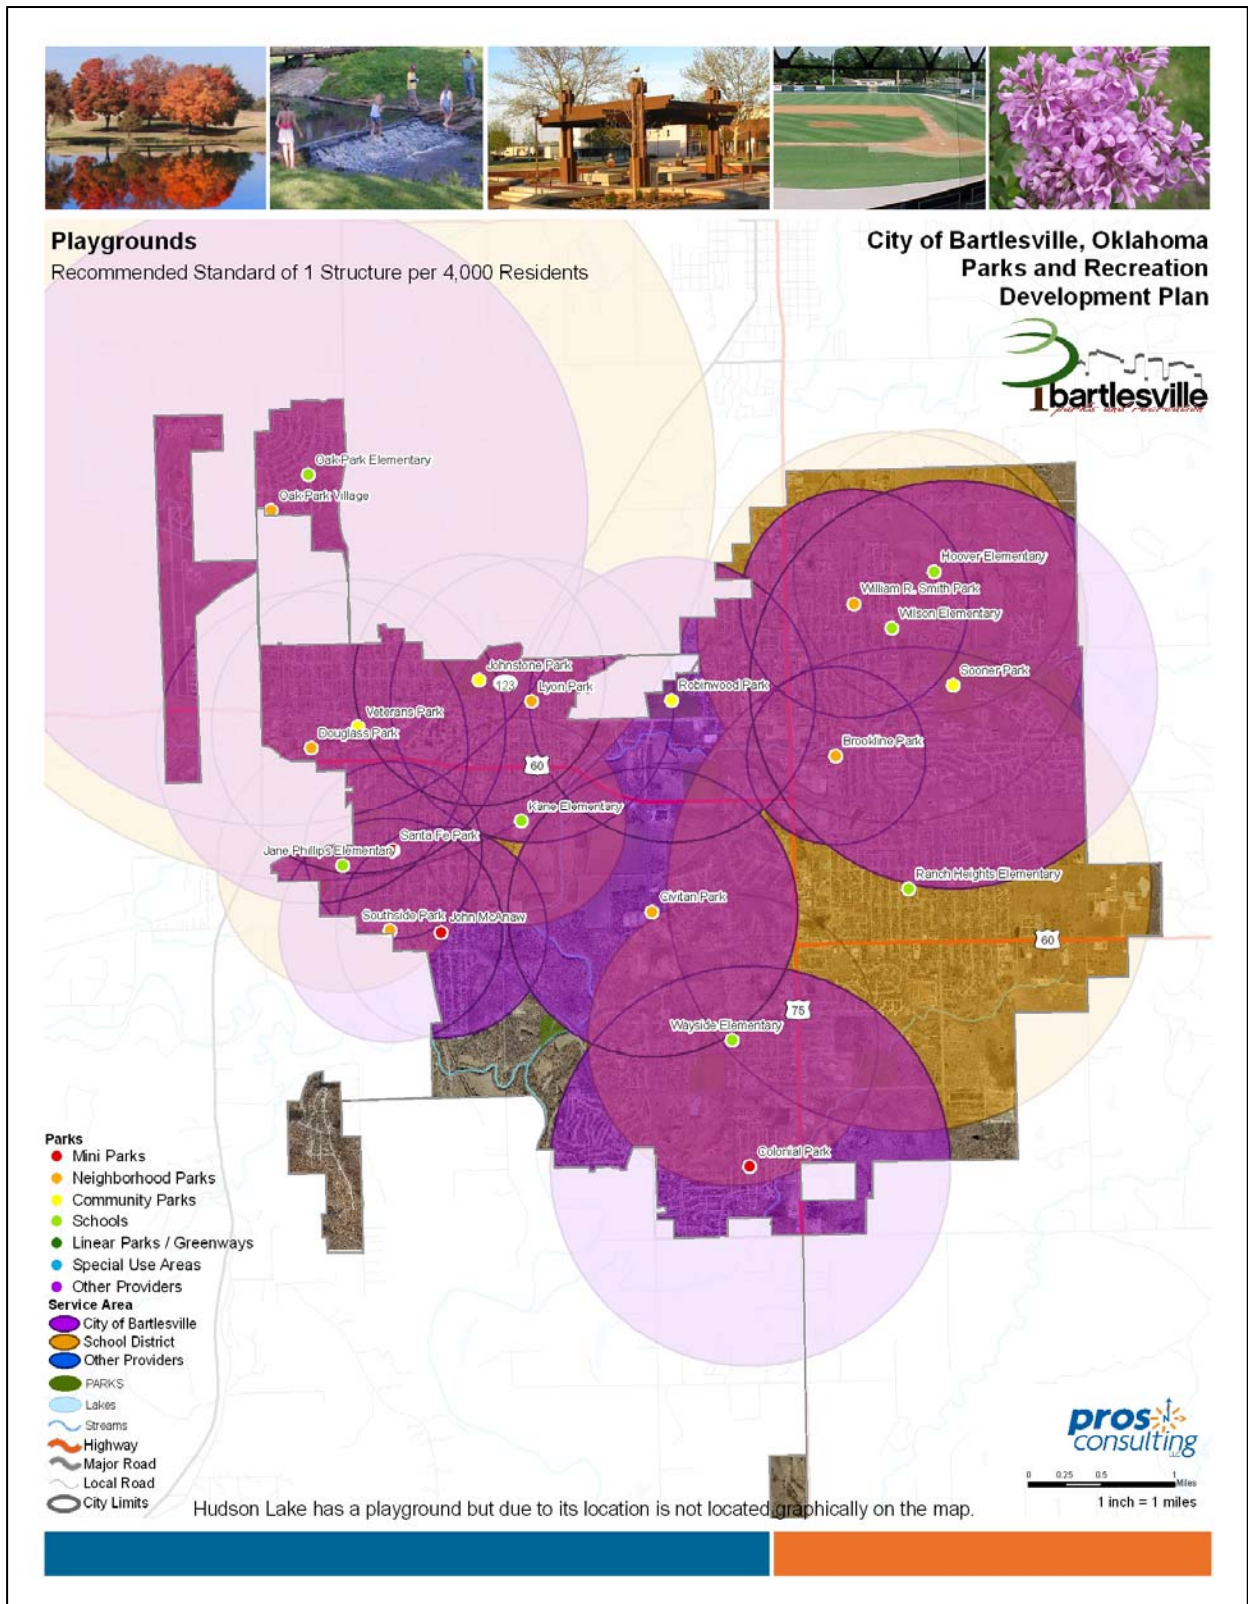 Playgrounds
Recommended Standard of 1 Structure per 4,000 Residents
City of Bartlesville, Oklahoma
Parks and Recreation
Development Plan
bartlesville
parks and recreation
Oak Park Elementary
Oak Park Village
Hoover Elementary
William R. Smith Park
Wilson Elementary
Johnstone Park
123
Lyon Park
Robinwood Park
Sooner Park
Veterans Park
Douglass Park
Brookline Park
60
Kane Elementary
Santa Fe Park
Jane Phillips Elementary
Ranch Heights Elementary
Civitan Park
Southside Park
John McAnaw
60
75
Wayside Elementary
Colonial Park
Parks
Mini Parks
Neighborhood Parks
Community Parks
Schools
Linear Parks / Greenways
Special Use Areas
Other Providers
Service Area
City of Bartlesville
School District
Other Providers
PARKS
Lakes
Streams
Highway
Major Road
Local Road
City Limits
N
pros
consulting
LLC
0 0.25 0.5 1
Miles
1 inch = 1 miles
Hudson Lake has a playground but due to its location is not located graphically on the map.